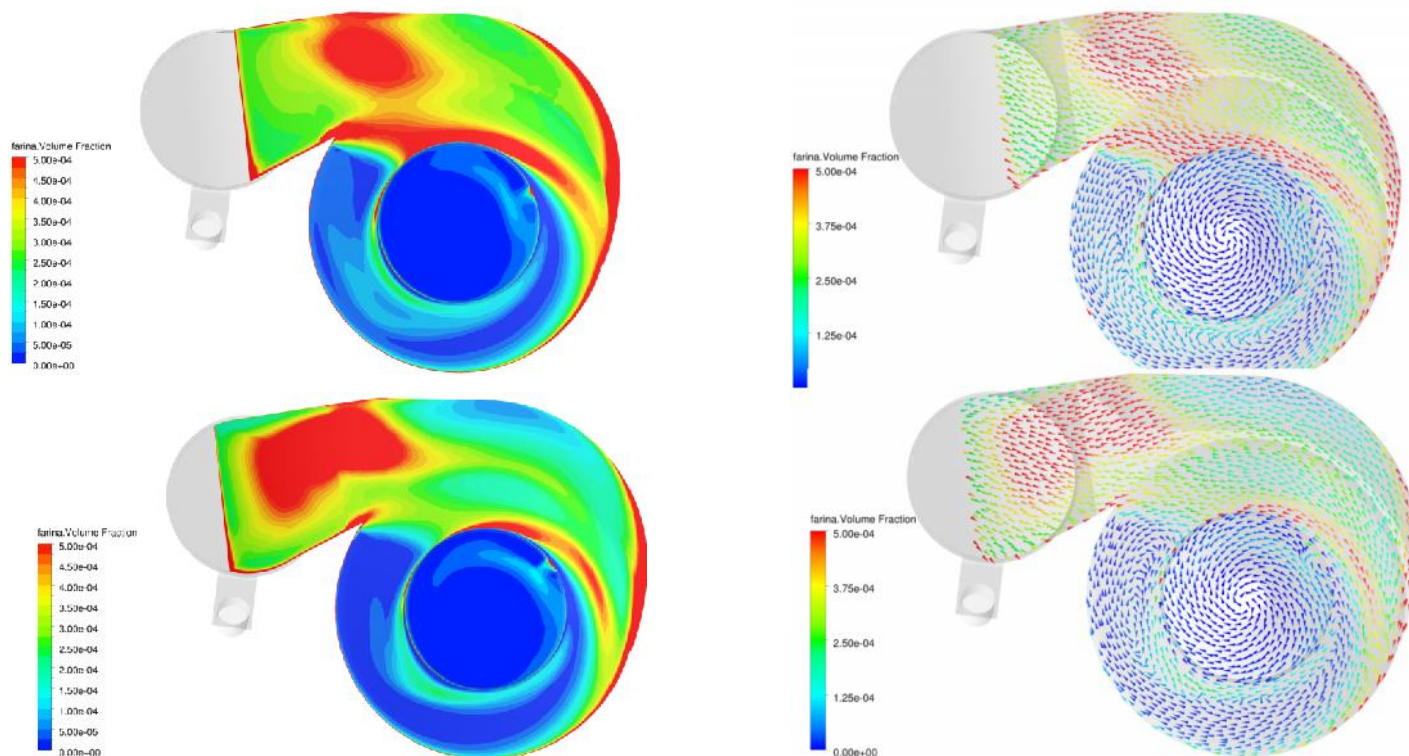 farina.Volume Fraction
5.00e-04
4.50e-04
4.00e-04
3.50e-04
3.00e-04
2.50e-04
2.00e-04
1.50e-04
1.00e-04
5.00e-05
0.00e+00
farina.Volume Fraction
5.00e-04
3.75e-04
2.50e-04
1.25e-04
farina.Volume Fraction
5.00e-04
4.50e-04
4.00e-04
3.50e-04
3.00e-04
2.50e-04
2.00e-04
1.50e-04
1.00e-04
5.00e-05
0.00e+00
farina.Volume Fraction
5.00e-04
3.75e-04
2.50e-04
1.25e-04
0.00e+00